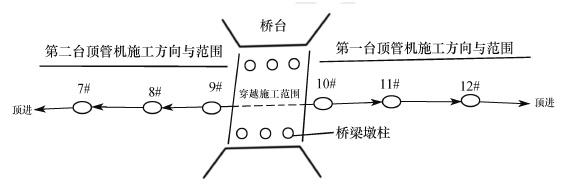 桥台
第二台顶管机施工方向与范围
第一台顶管机施工方向与范围
7#
8#
9#
穿越施工范围
10#
11#
12#
顶进
顶进
桥梁墩柱